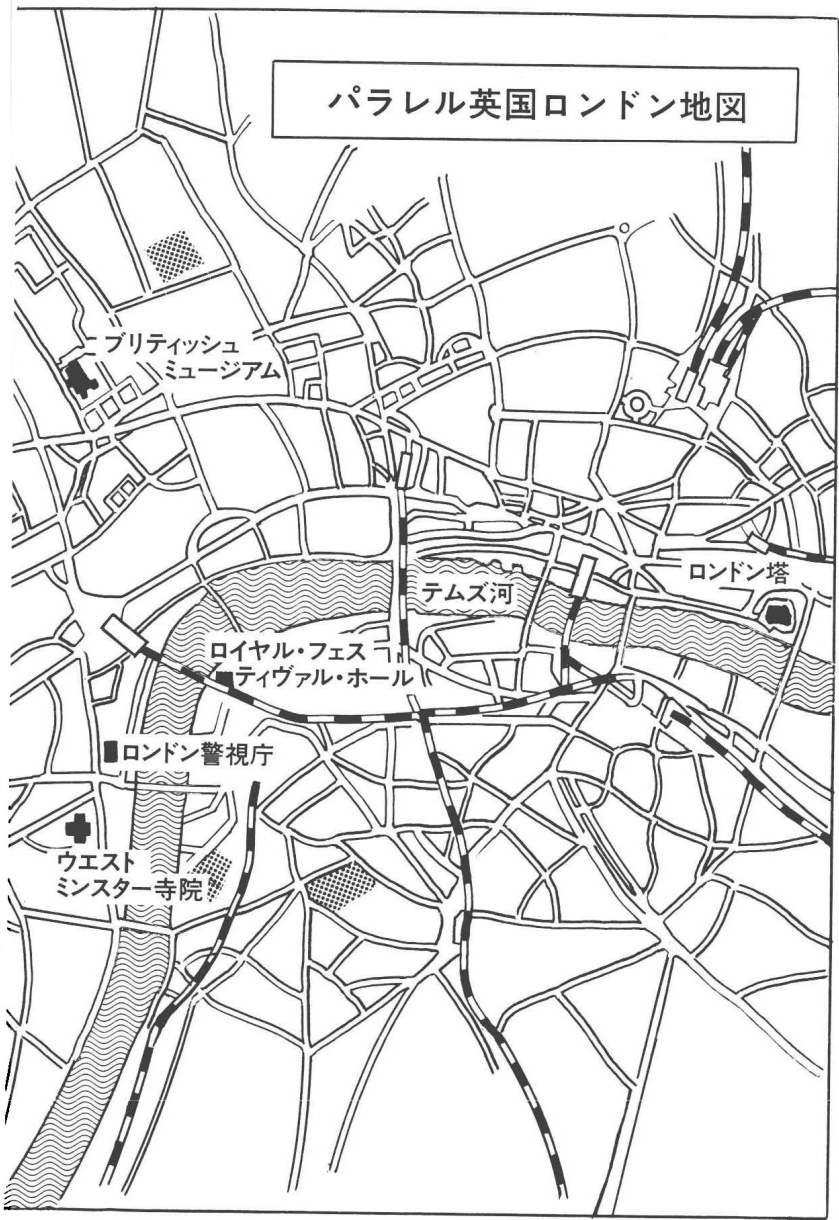 パラレル英国ロンドン地図
ブリティッシュ
ミュージアム
テムズ河
ロンドン塔
ロイヤル・フェス
ティヴァル・ホール
ロンドン警視庁
ウエスト
ミンスター寺院